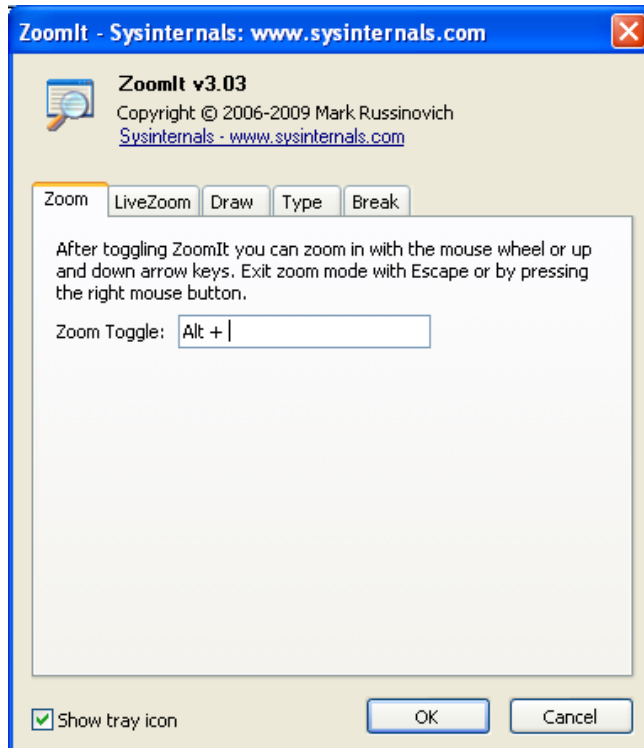 ZoomIt - Sysinternals: www.sysinternals.com
ZoomIt v3.03
Copyright © 2006-2009 Mark Russinovich
Sysinternals - www.sysinternals.com
Zoom LiveZoom Draw Type Break
After toggling ZoomIt you can zoom in with the mouse wheel or up
and down arrow keys. Exit zoom mode with Escape or by pressing
the right mouse button.
Zoom Toggle: Alt +
Show tray icon OK Cancel